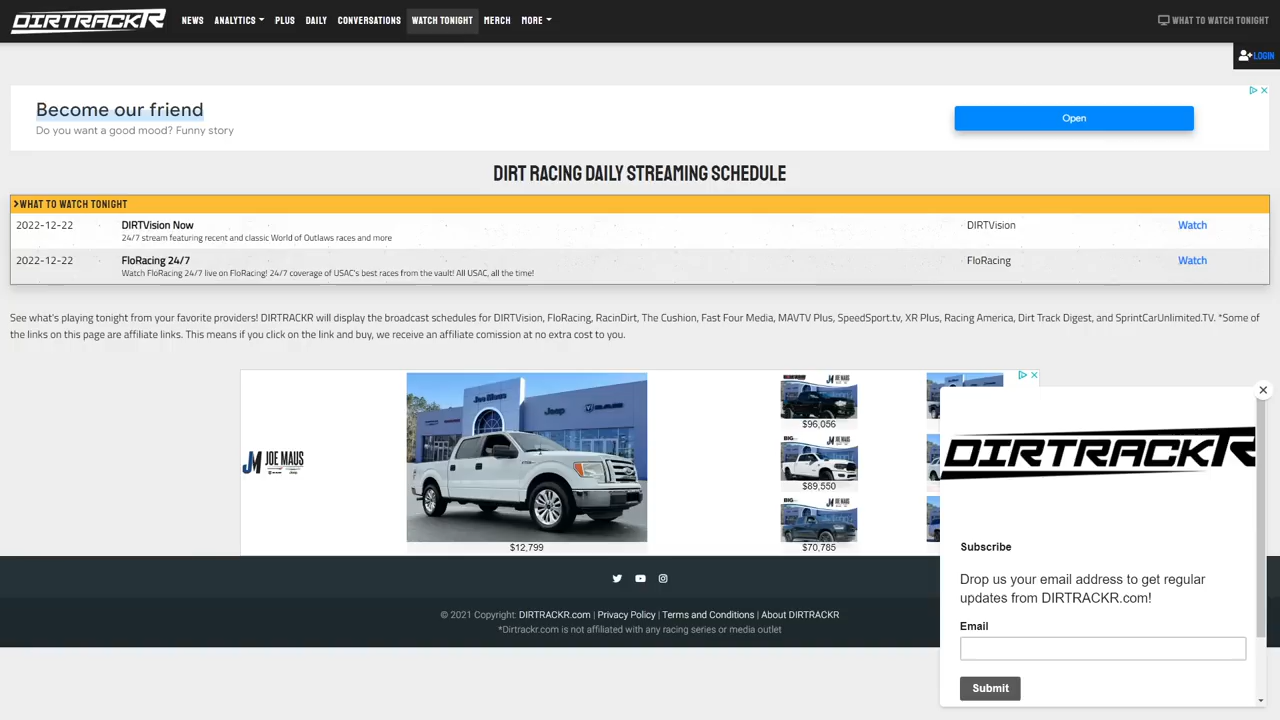 DIRTRACKR NEWS ANALYTICS PLUS DAILY CONVERSATIONS WATCH TONIGHT MERCH MORE WHAT TO WATCH TONIGHT
LOGIN
Become our friend
Do you want a good mood? Funny story
Open
DIRT RACING DAILY STREAMING SCHEDULE
WHAT TO WATCH TONIGHT
2022-12-22 DIRTVision Now DIRTVision Watch
24/7 stream featuring recent and classic World of Outlaws races and more
2022-12-22 FloRacing 24/7 FloRacing Watch
Watch FloRacing 24/7 live on FloRacing! 24/7 coverage of USAC's best races from the vault! All USAC, all the time!
See what's playing tonight from your favorite providers! DIRTRACKR will display the broadcast schedules for DIRTVision, FloRacing, RacinDirt, The Cushion, Fast Four Media, MAVTV Plus, SpeedSport.tv, XR Plus, Racing America, Dirt Track Digest, and SprintCarUnlimited.TV. *Some of
the links on this page are affiliate links. This means if you click on the link and buy, we receive an affiliate comission at no extra cost to you.
JM JOE MAUS
Joe Maus
Jeep
RAM
$12,799
$96,056
BIG
$89,550
BIG
$70,785
DIRTRACKR
Subscribe
Drop us your email address to get regular
updates from DIRTRACKR.com!
Email
Submit
© 2021 Copyright: DIRTRACKR.com | Privacy Policy | Terms and Conditions | About DIRTRACKR
*Dirtrackr.com is not affiliated with any racing series or media outlet